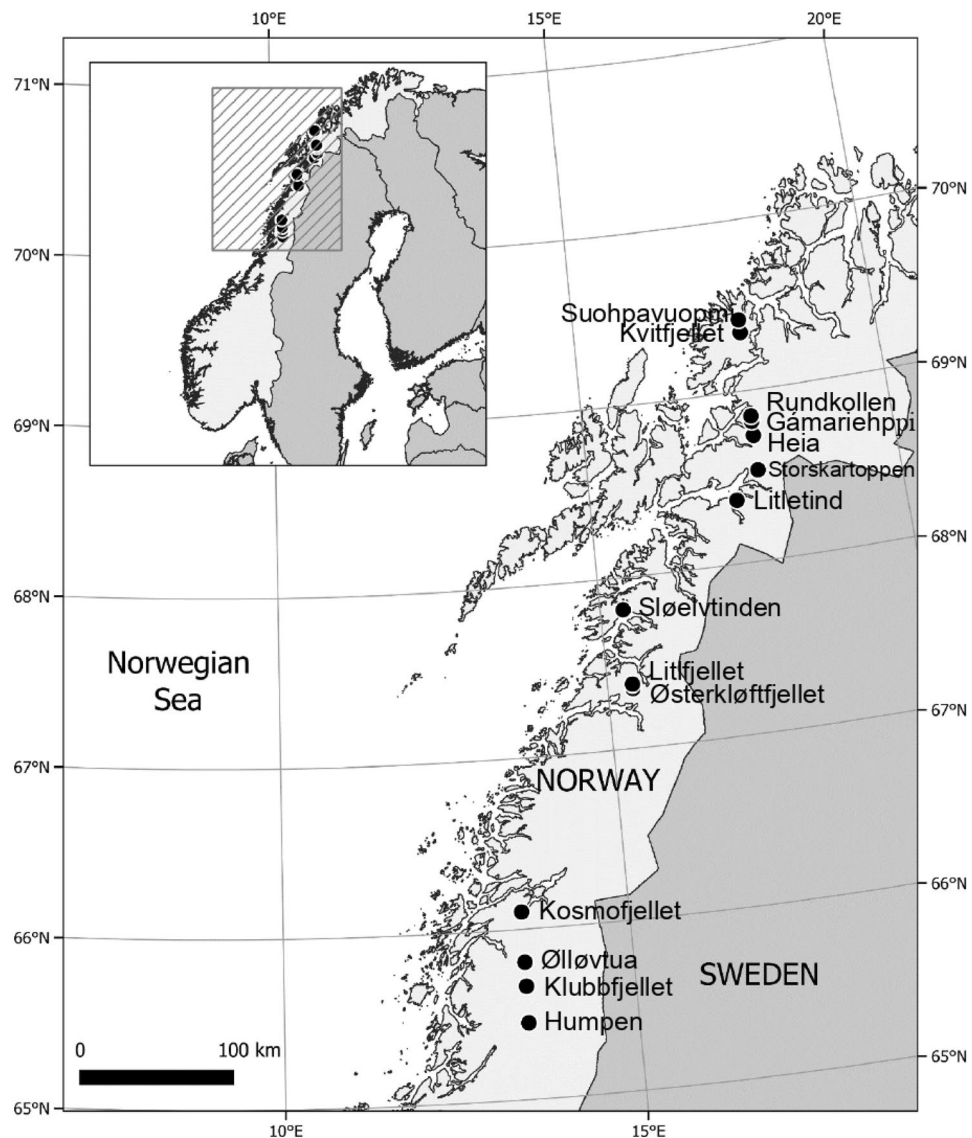 10°E 15°E 20°E
71°N
70°N
70°N
69°N
69°N
68°N
68°N
67°N
67°N
66°N
66°N
65°N
65°N
10°E 15°E
Suohpavuopmi
Kvitfjellet
Rundkollen
Gámariehppi
Heia
Storskartoppen
Litletind
Sløelvtinden
Litlfjellet
Østerkløftfjellet
Norwegian
Sea
NORWAY
Kosmofjellet
Ølløvtua
Klubbfjellet
Humpen
SWEDEN
0 100 km